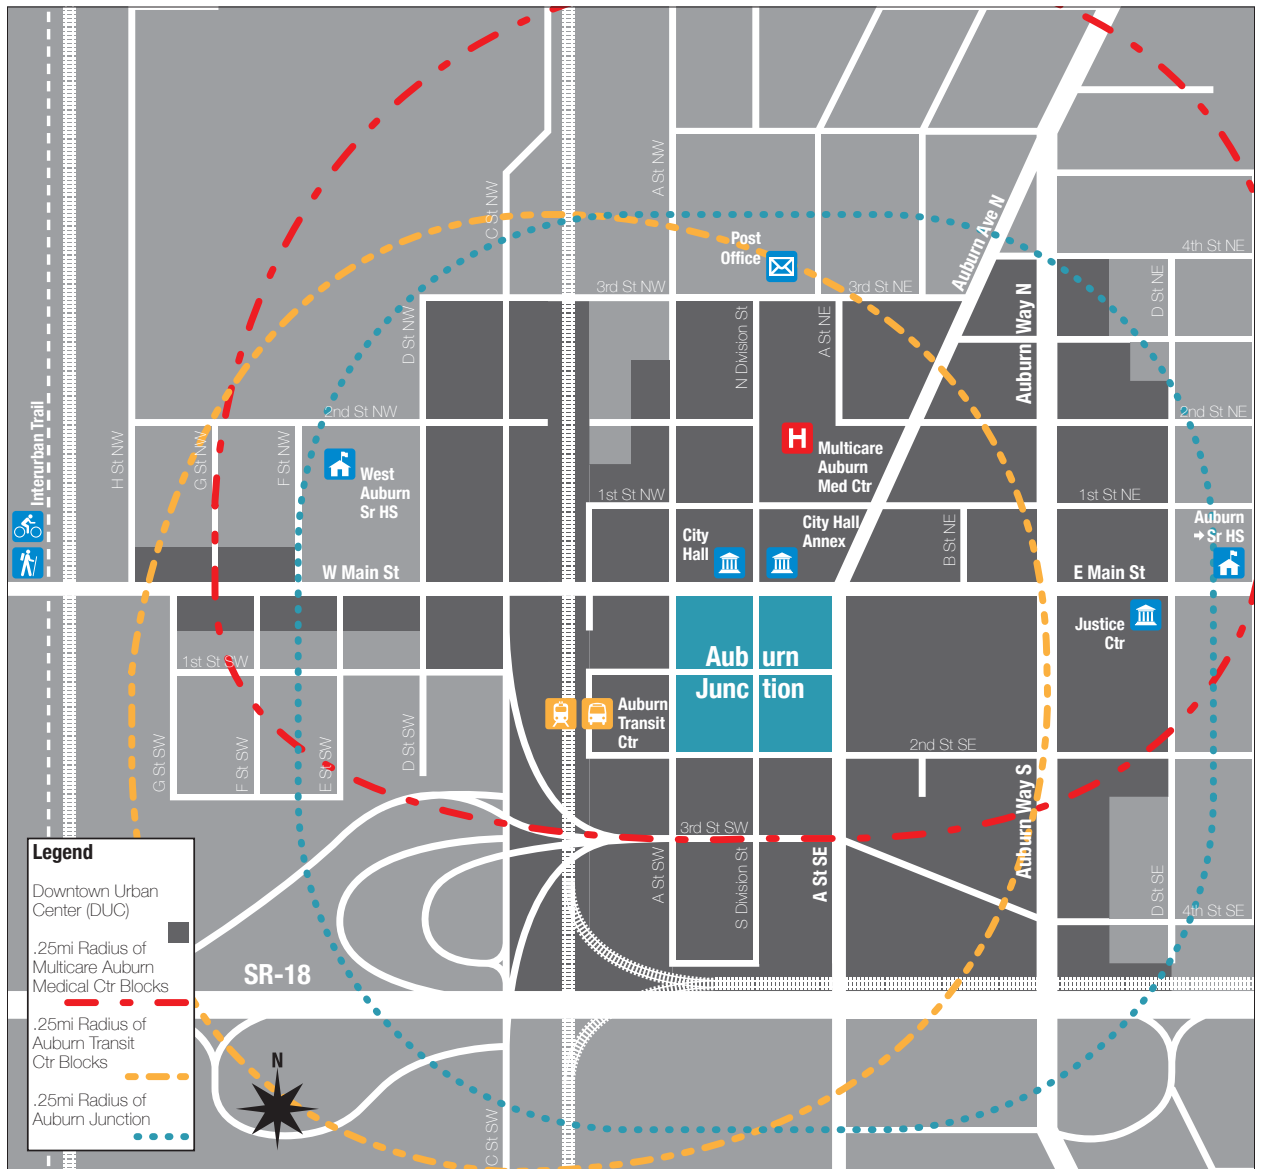 C St NW
A St NW
Auburn Ave N
Post
Office
4th St NE
3rd St NW
3rd St NE
D St NW
N Division St
A St NE
Auburn Way N
D St NE
Interurban Trail
H St NW
G St NW
F St NW
2nd St NW
2nd St NE
West
Auburn
Sr HS
H
Multicare
Auburn
Med Ctr
1st St NW
1st St NE
City
Hall
City Hall
Annex
B St NE
Auburn
Sr HS
W Main St
E Main St
Justice
Ctr
Auburn
Junction
1st St SW
Auburn
Transit
Ctr
G St SW
F St SW
E St SW
D St SW
2nd St SE
Auburn Way S
3rd St SW
A St SW
S Division St
A St SE
D St SE
4th St SE
SR-18
Legend
Downtown Urban
Center (DUC)
.25mi Radius of
Multicare Auburn
Medical Ctr Blocks
.25mi Radius of
Auburn Transit
Ctr Blocks
.25mi Radius of
Auburn Junction
N
C St SW